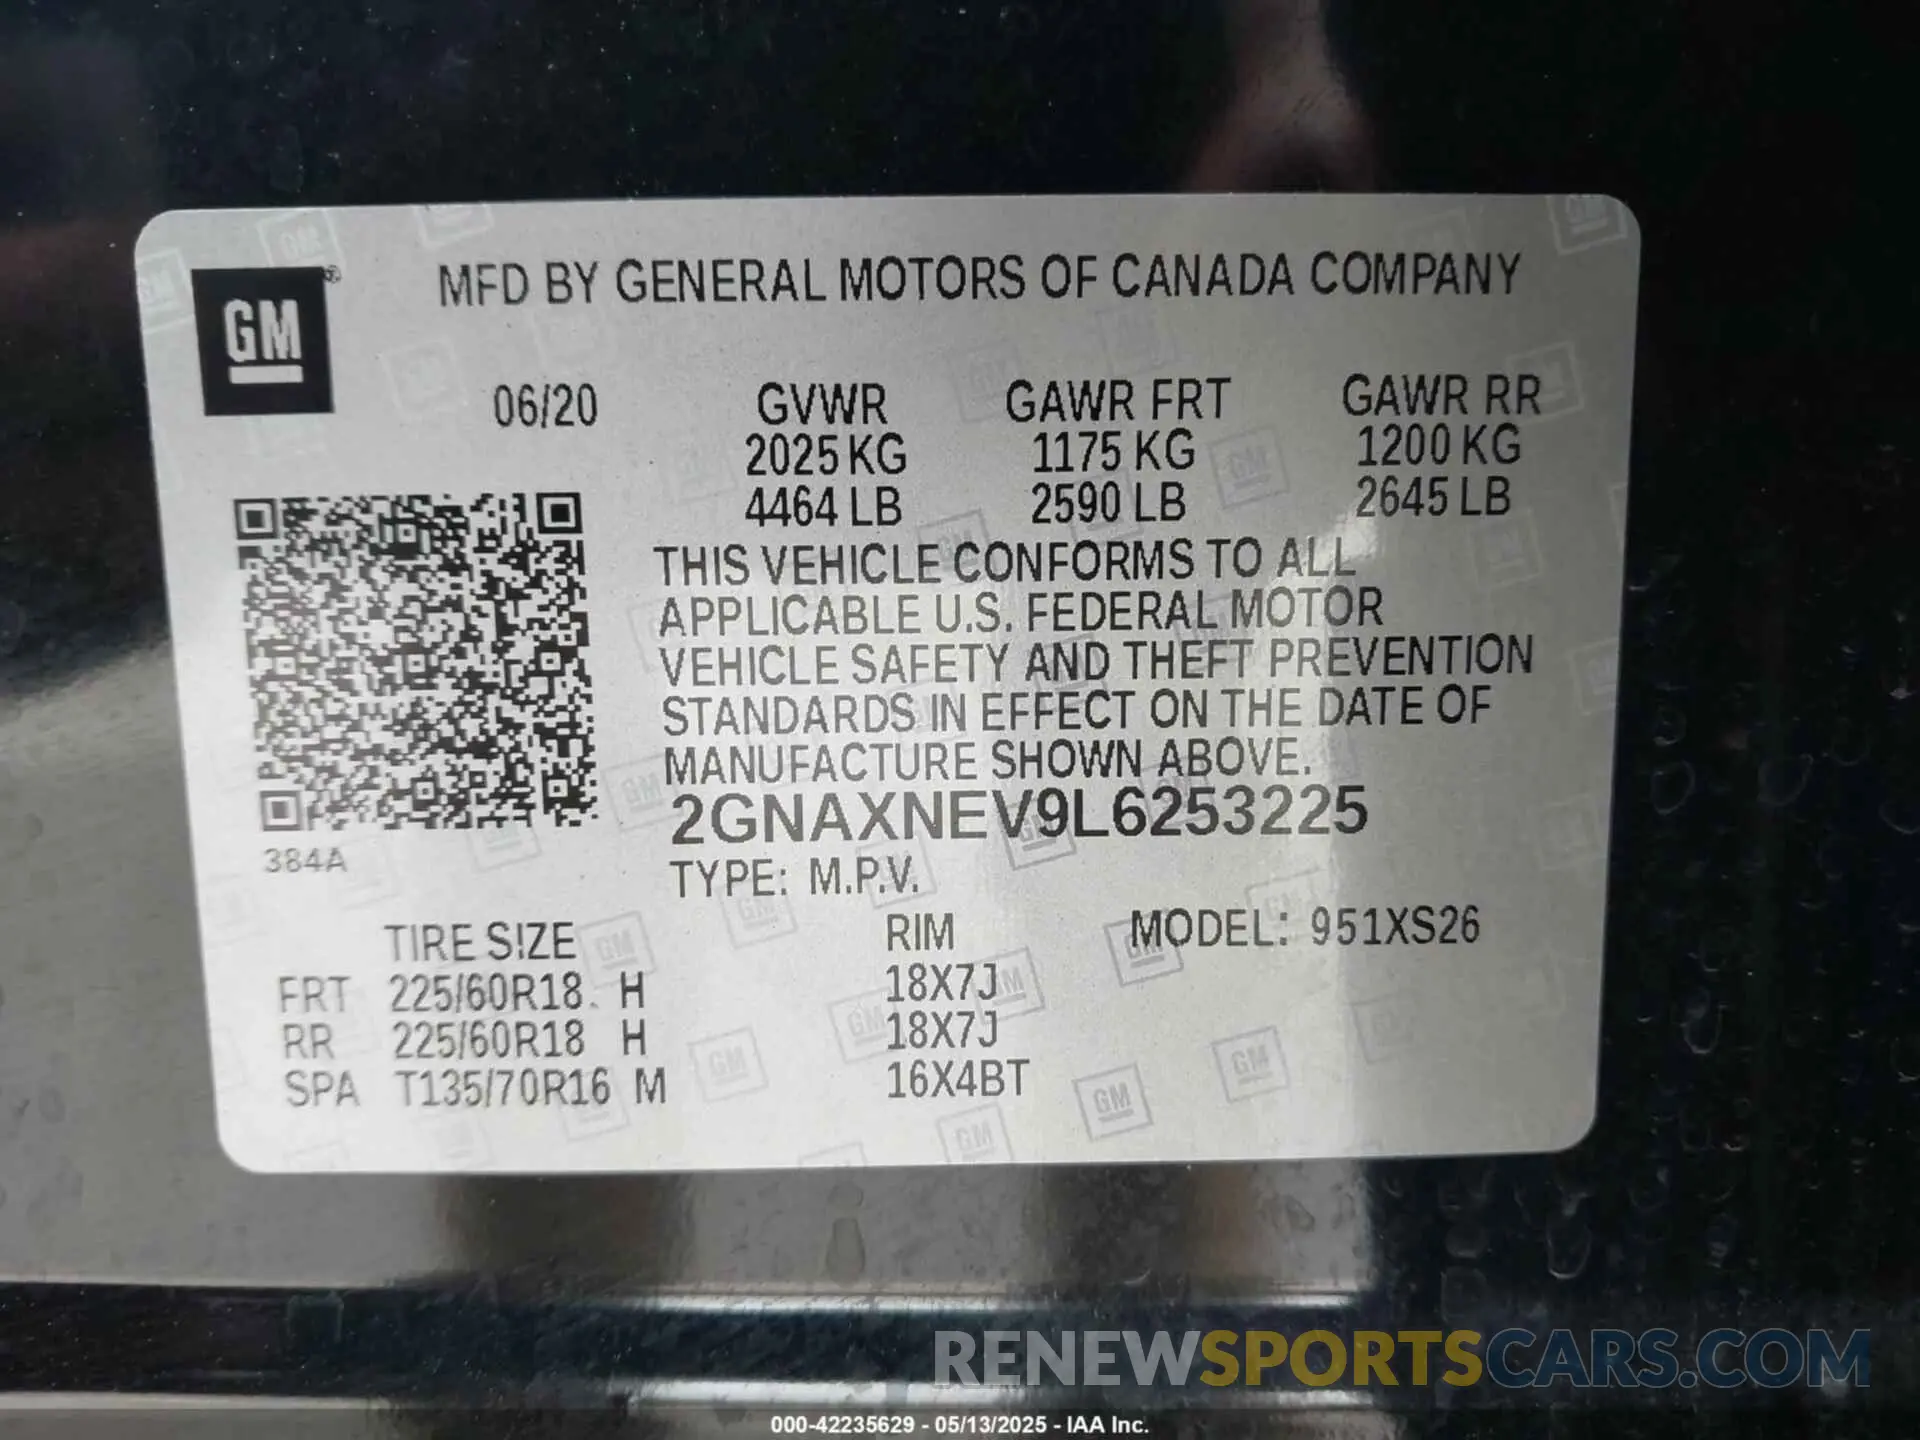 GM®
MFD BY GENERAL MOTORS OF CANADA COMPANY
06/20 GVWR GAWR FRT GAWR RR
2025 KG 1175 KG 1200 KG
4464 LB 2590 LB 2645 LB
THIS VEHICLE CONFORMS TO ALL
APPLICABLE U.S. FEDERAL MOTOR
VEHICLE SAFETY AND THEFT PREVENTION
STANDARDS IN EFFECT ON THE DATE OF
MANUFACTURE SHOWN ABOVE.
2GNAXNEV9L6253225
384A
TYPE: M.P.V.
TIRE SIZE RIM MODEL: 951XS26
FRT 225/60R18 H 18X7J
RR 225/60R18 H 18X7J
SPA T135/70R16 M 16X4BT
RENEWSPORTSCARS.COM
000-42235629 - 05/13/2025 - IAA Inc.